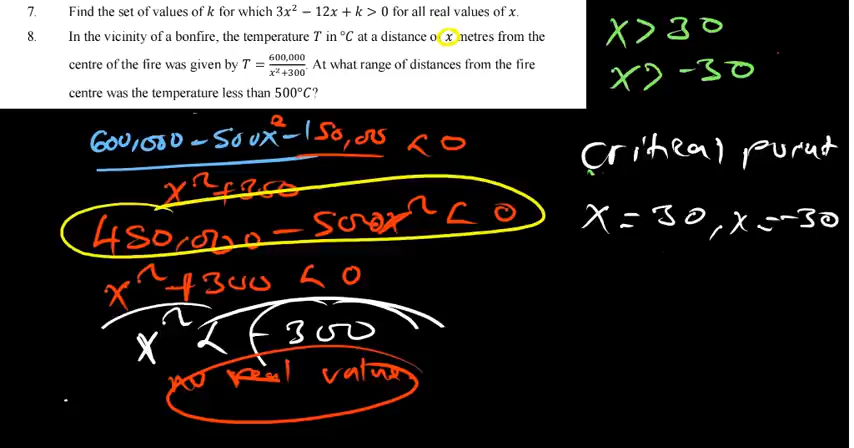 7. Find the set of values of k for which 3x² − 12x + k > 0 for all real values of x.
8. In the vicinity of a bonfire, the temperature T in °C at a distance o x metres from the
centre of the fire was given by T = 600,000/x²+300. At what range of distances from the fire
centre was the temperature less than 500°C?
x > 30
x > -30
600,000 - 500x² - 150,000 < 0
x² + 300
450,000 - 500x² < 0
x² + 300 < 0
x² < -300
no real value
critical
x = 30, x = -30